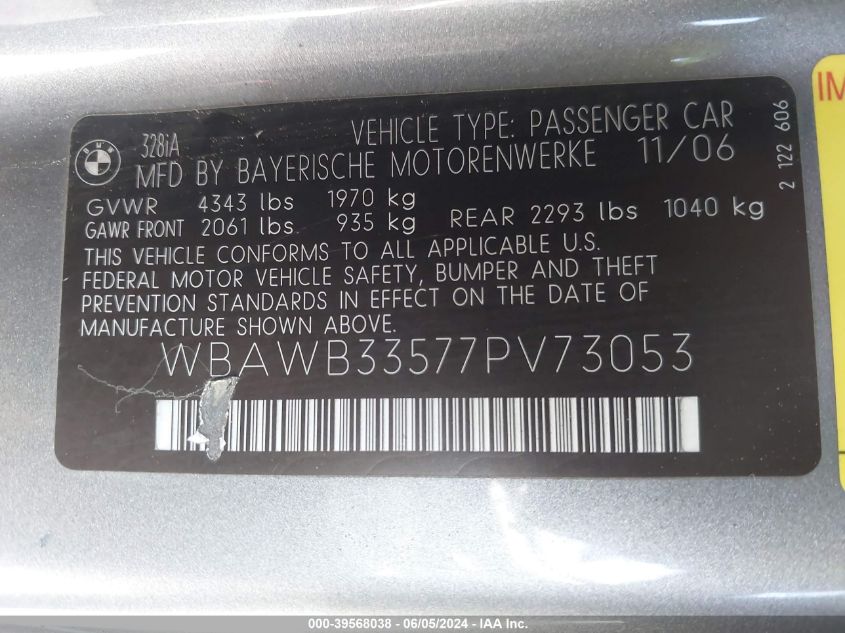 BMW
328iA VEHICLE TYPE: PASSENGER CAR
MFD BY BAYERISCHE MOTORENWERKE 11/06
GVWR 4343 lbs 1970 kg
GAWR FRONT 2061 lbs 935 kg REAR 2293 lbs 1040 kg
THIS VEHICLE CONFORMS TO ALL APPLICABLE U.S.
FEDERAL MOTOR VEHICLE SAFETY, BUMPER AND THEFT
PREVENTION STANDARDS IN EFFECT ON THE DATE OF
MANUFACTURE SHOWN ABOVE.
WBAWB33577PV73053
2 122 606
IM
000-39568038 - 06/05/2024 - IAA Inc.